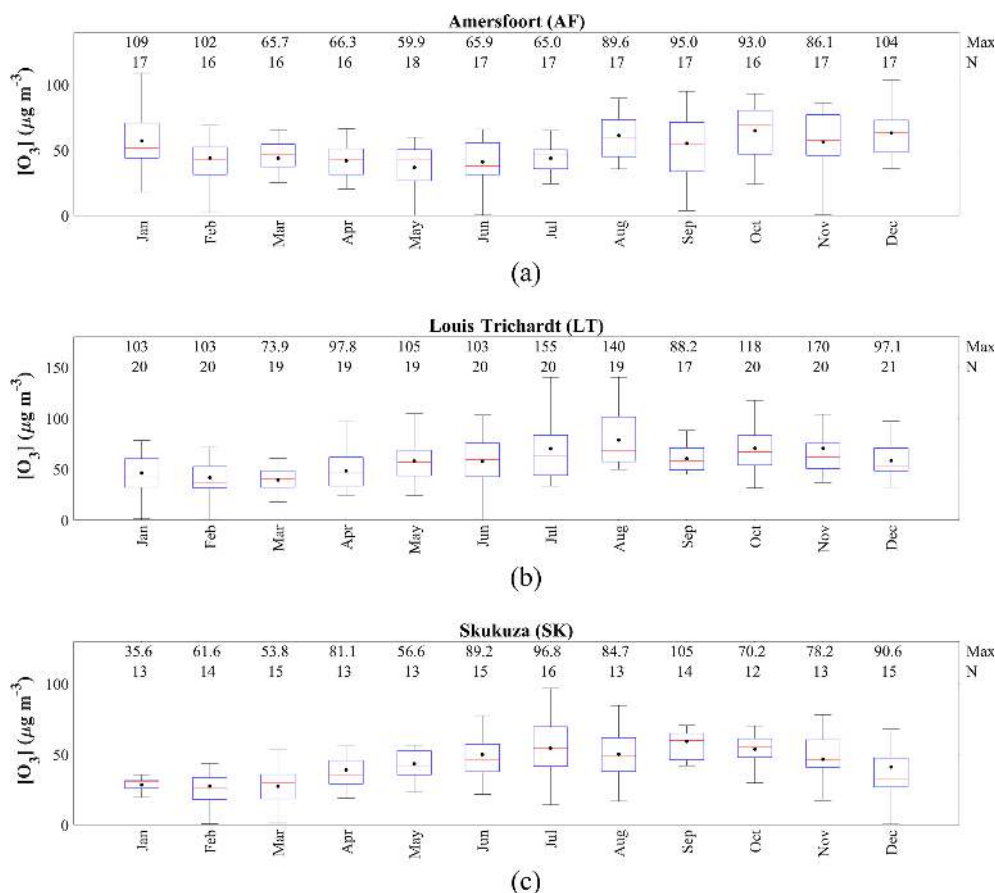 Amersfoort (AF)
109 102 65.7 66.3 59.9 65.9 65.0 89.6 95.0 93.0 86.1 104 Max
17 16 16 16 18 17 17 17 17 16 17 17 N
100
50
0
[O3] (µg m-3)
Jan Feb Mar Apr May Jun Jul Aug Sep Oct Nov Dec
(a)
Louis Trichardt (LT)
103 103 73.9 97.8 105 103 155 140 88.2 118 170 97.1 Max
20 20 19 19 19 20 20 19 17 20 20 21 N
150
100
50
0
[O3] (µg m-3)
Jan Feb Mar Apr May Jun Jul Aug Sep Oct Nov Dec
(b)
Skukuza (SK)
35.6 61.6 53.8 81.1 56.6 89.2 96.8 84.7 105 70.2 78.2 90.6 Max
13 14 15 13 13 15 16 13 14 12 13 15 N
100
50
0
[O3] (µg m-3)
Jan Feb Mar Apr May Jun Jul Aug Sep Oct Nov Dec
(c)